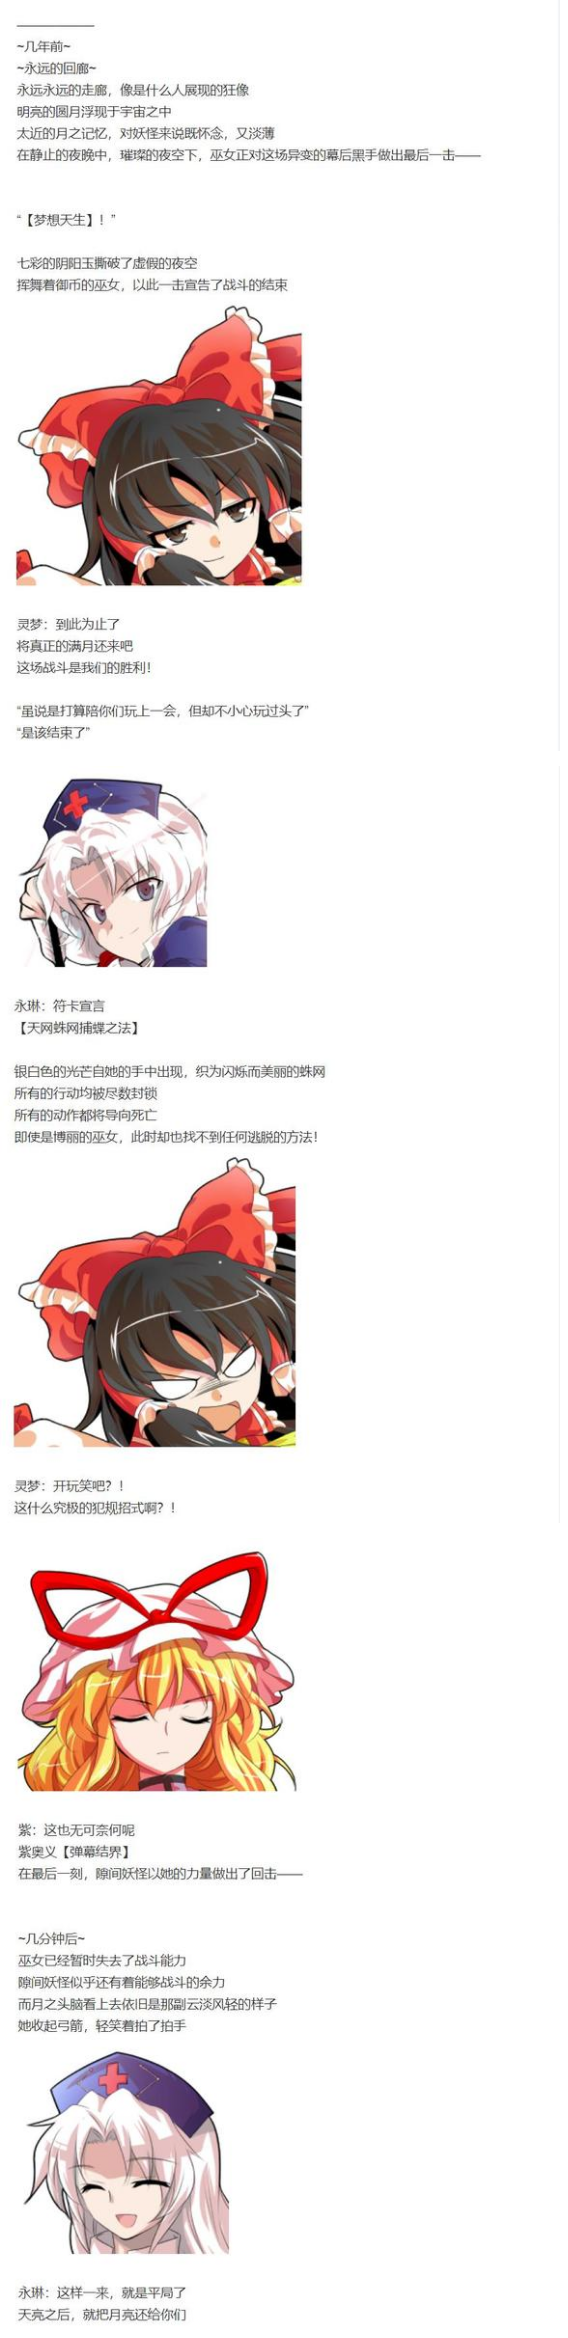 ~几年前~
~永远的回廊~
永远永远的走廊，像是什么人展现的狂像
明亮的圆月浮现于宇宙之中
太近的月之记忆，对妖怪来说既怀念，又淡薄
在静止的夜晚中，璀璨的夜空下，巫女正对这场异变的幕后黑手做出最后一击——
“【梦想天生】！”
七彩的阴阳玉撕破了虚假的夜空
挥舞着御币的巫女，以此一击宣告了战斗的结束
灵梦：到此为止了
将真正的满月还来吧
这场战斗是我们的胜利！
“虽说是打算陪你们玩上一会，但却不小心玩过头了”
“是该结束了”
永琳：符卡宣言
【天网蛛网捕蝶之法】
银白色的光芒自她的手中出现，织为闪烁而美丽的蛛网
所有的行动均被尽数封锁
所有的动作都将导向死亡
即使是博丽的巫女，此时却也找不到任何逃脱的方法！
灵梦：开玩笑吧？！
这什么究极的犯规招式啊？！
紫：这也无可奈何呢
紫奥义【弹幕结界】
在最后一刻，隙间妖怪以她的力量做出了回击——
~几分钟后~
巫女已经暂时失去了战斗能力
隙间妖怪似乎还有着能够战斗的余力
而月之头脑看上去依旧是那副云淡风轻的样子
她收起弓箭，轻笑着拍了拍手
永琳：这样一来，就是平局了
天亮之后，就把月亮还给你们